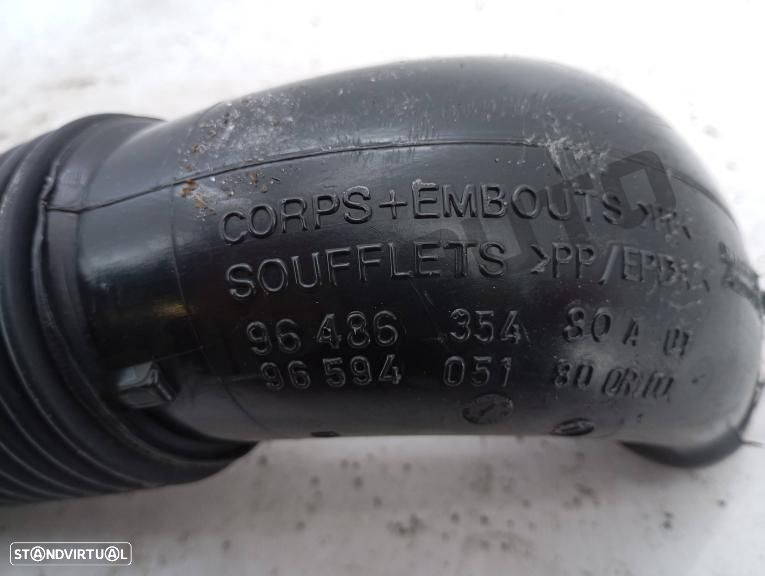 CORPS+EMBOUTS
SOUFFLETS >PP/EPDM<
96 486 354 80 A
96 594 051 80
STANDVIRTUAL